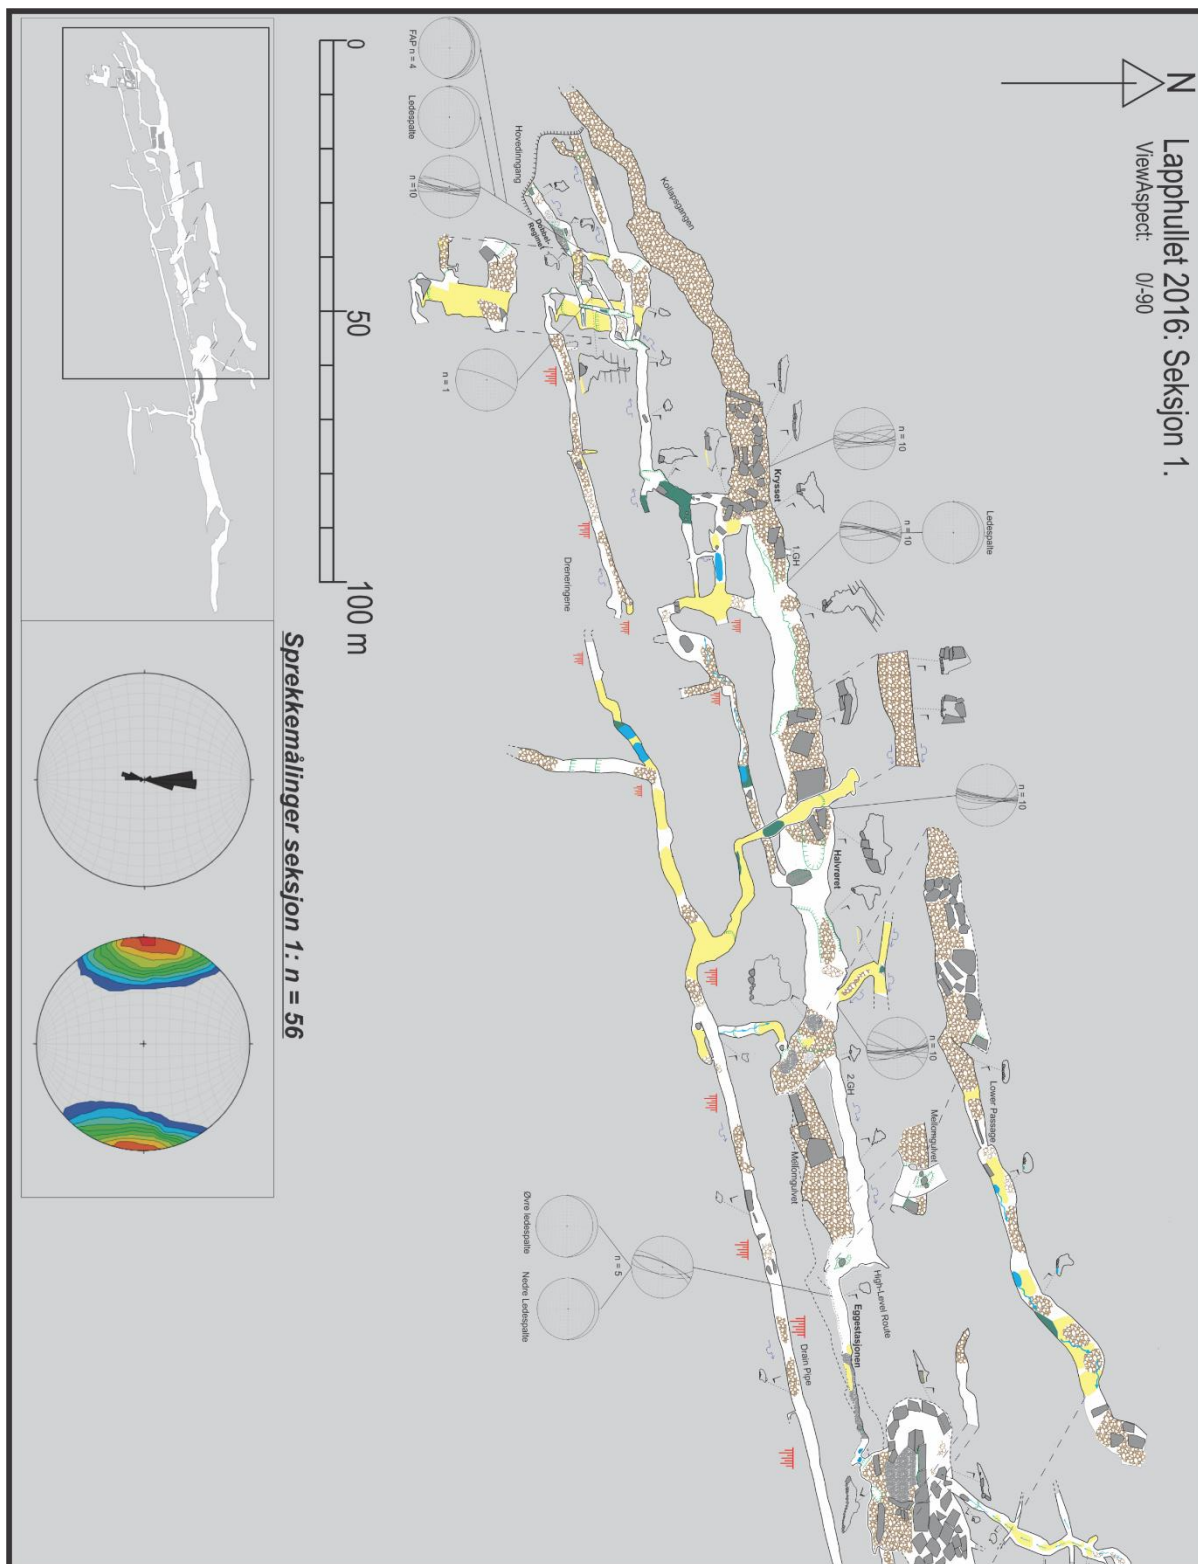 Lapphullet 2016: Seksjon 1.
ViewAspect: 0/-90
N
0
50
100 m
FAP n = 4
Ledespalte
n =10
Hovedinngang
Dobbel-
Regimet
Kollapsgangen
n = 1
n = 10
Krysset
1.GH
Ledespalte
n = 10
Dreneringene
n = 10
Halvrøret
n = 10
2.GH
Lower Passage
Mellomgulvet
Mellomgulvet
High-Level Route
Eggestasjonen
Drain Pipe
Øvre ledespalte
n = 5
Nedre Ledespalte
Sprekkemålinger seksjon 1: n = 56